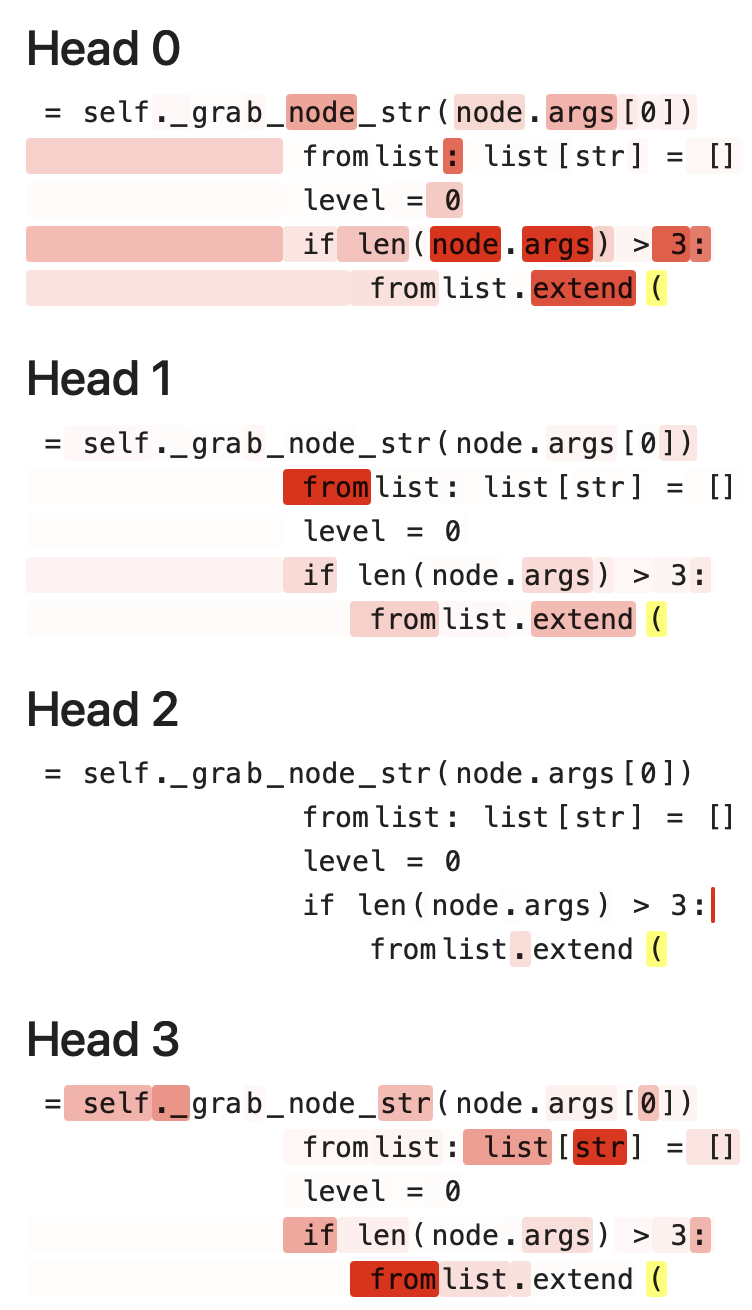 Head 0
= self._grab_node_str(node.args[0])
fromlist: list[str] = []
level = 0
if len(node.args) > 3:
fromlist.extend(
Head 1
= self._grab_node_str(node.args[0])
fromlist: list[str] = []
level = 0
if len(node.args) > 3:
fromlist.extend(
Head 2
= self._grab_node_str(node.args[0])
fromlist: list[str] = []
level = 0
if len(node.args) > 3:
fromlist.extend(
Head 3
= self._grab_node_str(node.args[0])
fromlist: list[str] = []
level = 0
if len(node.args) > 3:
fromlist.extend(